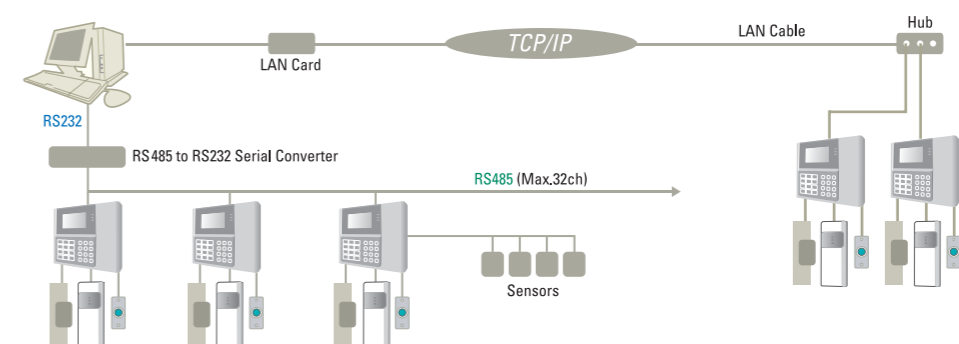 Hub
LAN Cable
TCP/IP
LAN Card
RS232
RS485 to RS232 Serial Converter
RS485 (Max.32ch)
Sensors